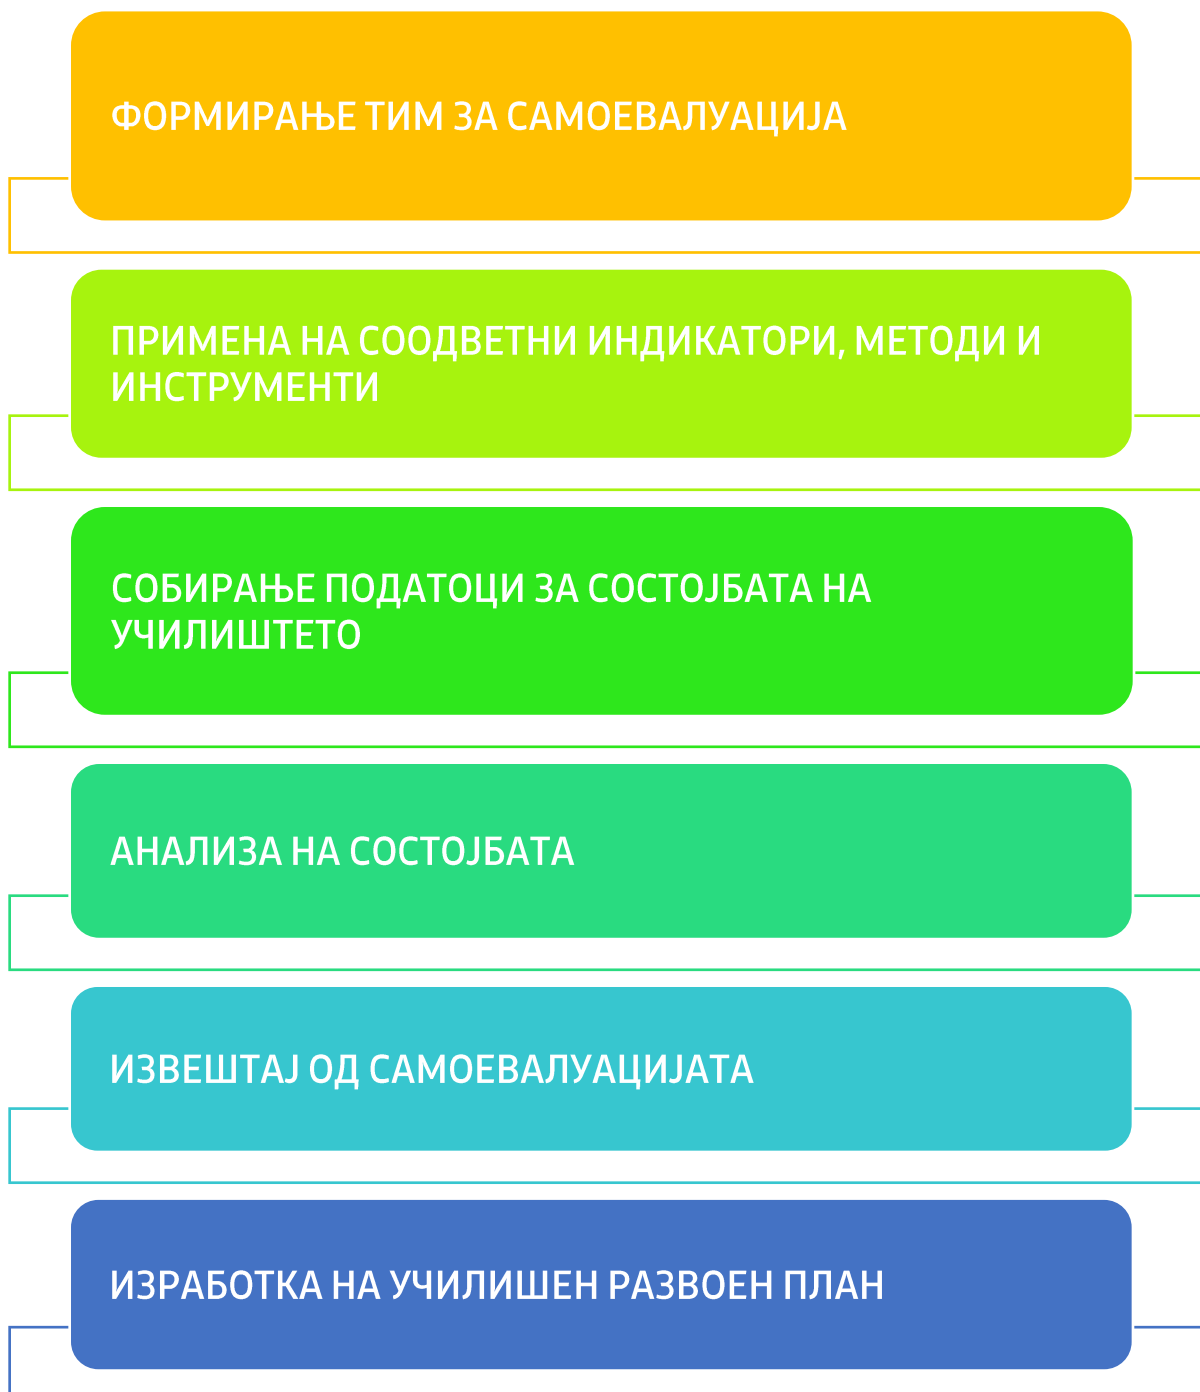 ФОРМИРАЊЕ ТИМ ЗА САМОЕВАЛУАЦИЈА
ПРИМЕНА НА СООДВЕТНИ ИНДИКАТОРИ, МЕТОДИ И
ИНСТРУМЕНТИ
СОБИРАЊЕ ПОДАТОЦИ ЗА СОСТОЈБАТА НА
УЧИЛИШТЕТО
АНАЛИЗА НА СОСТОЈБАТА
ИЗВЕШТАЈ ОД САМОЕВАЛУАЦИЈАТА
ИЗРАБОТКА НА УЧИЛИШЕН РАЗВОЕН ПЛАН